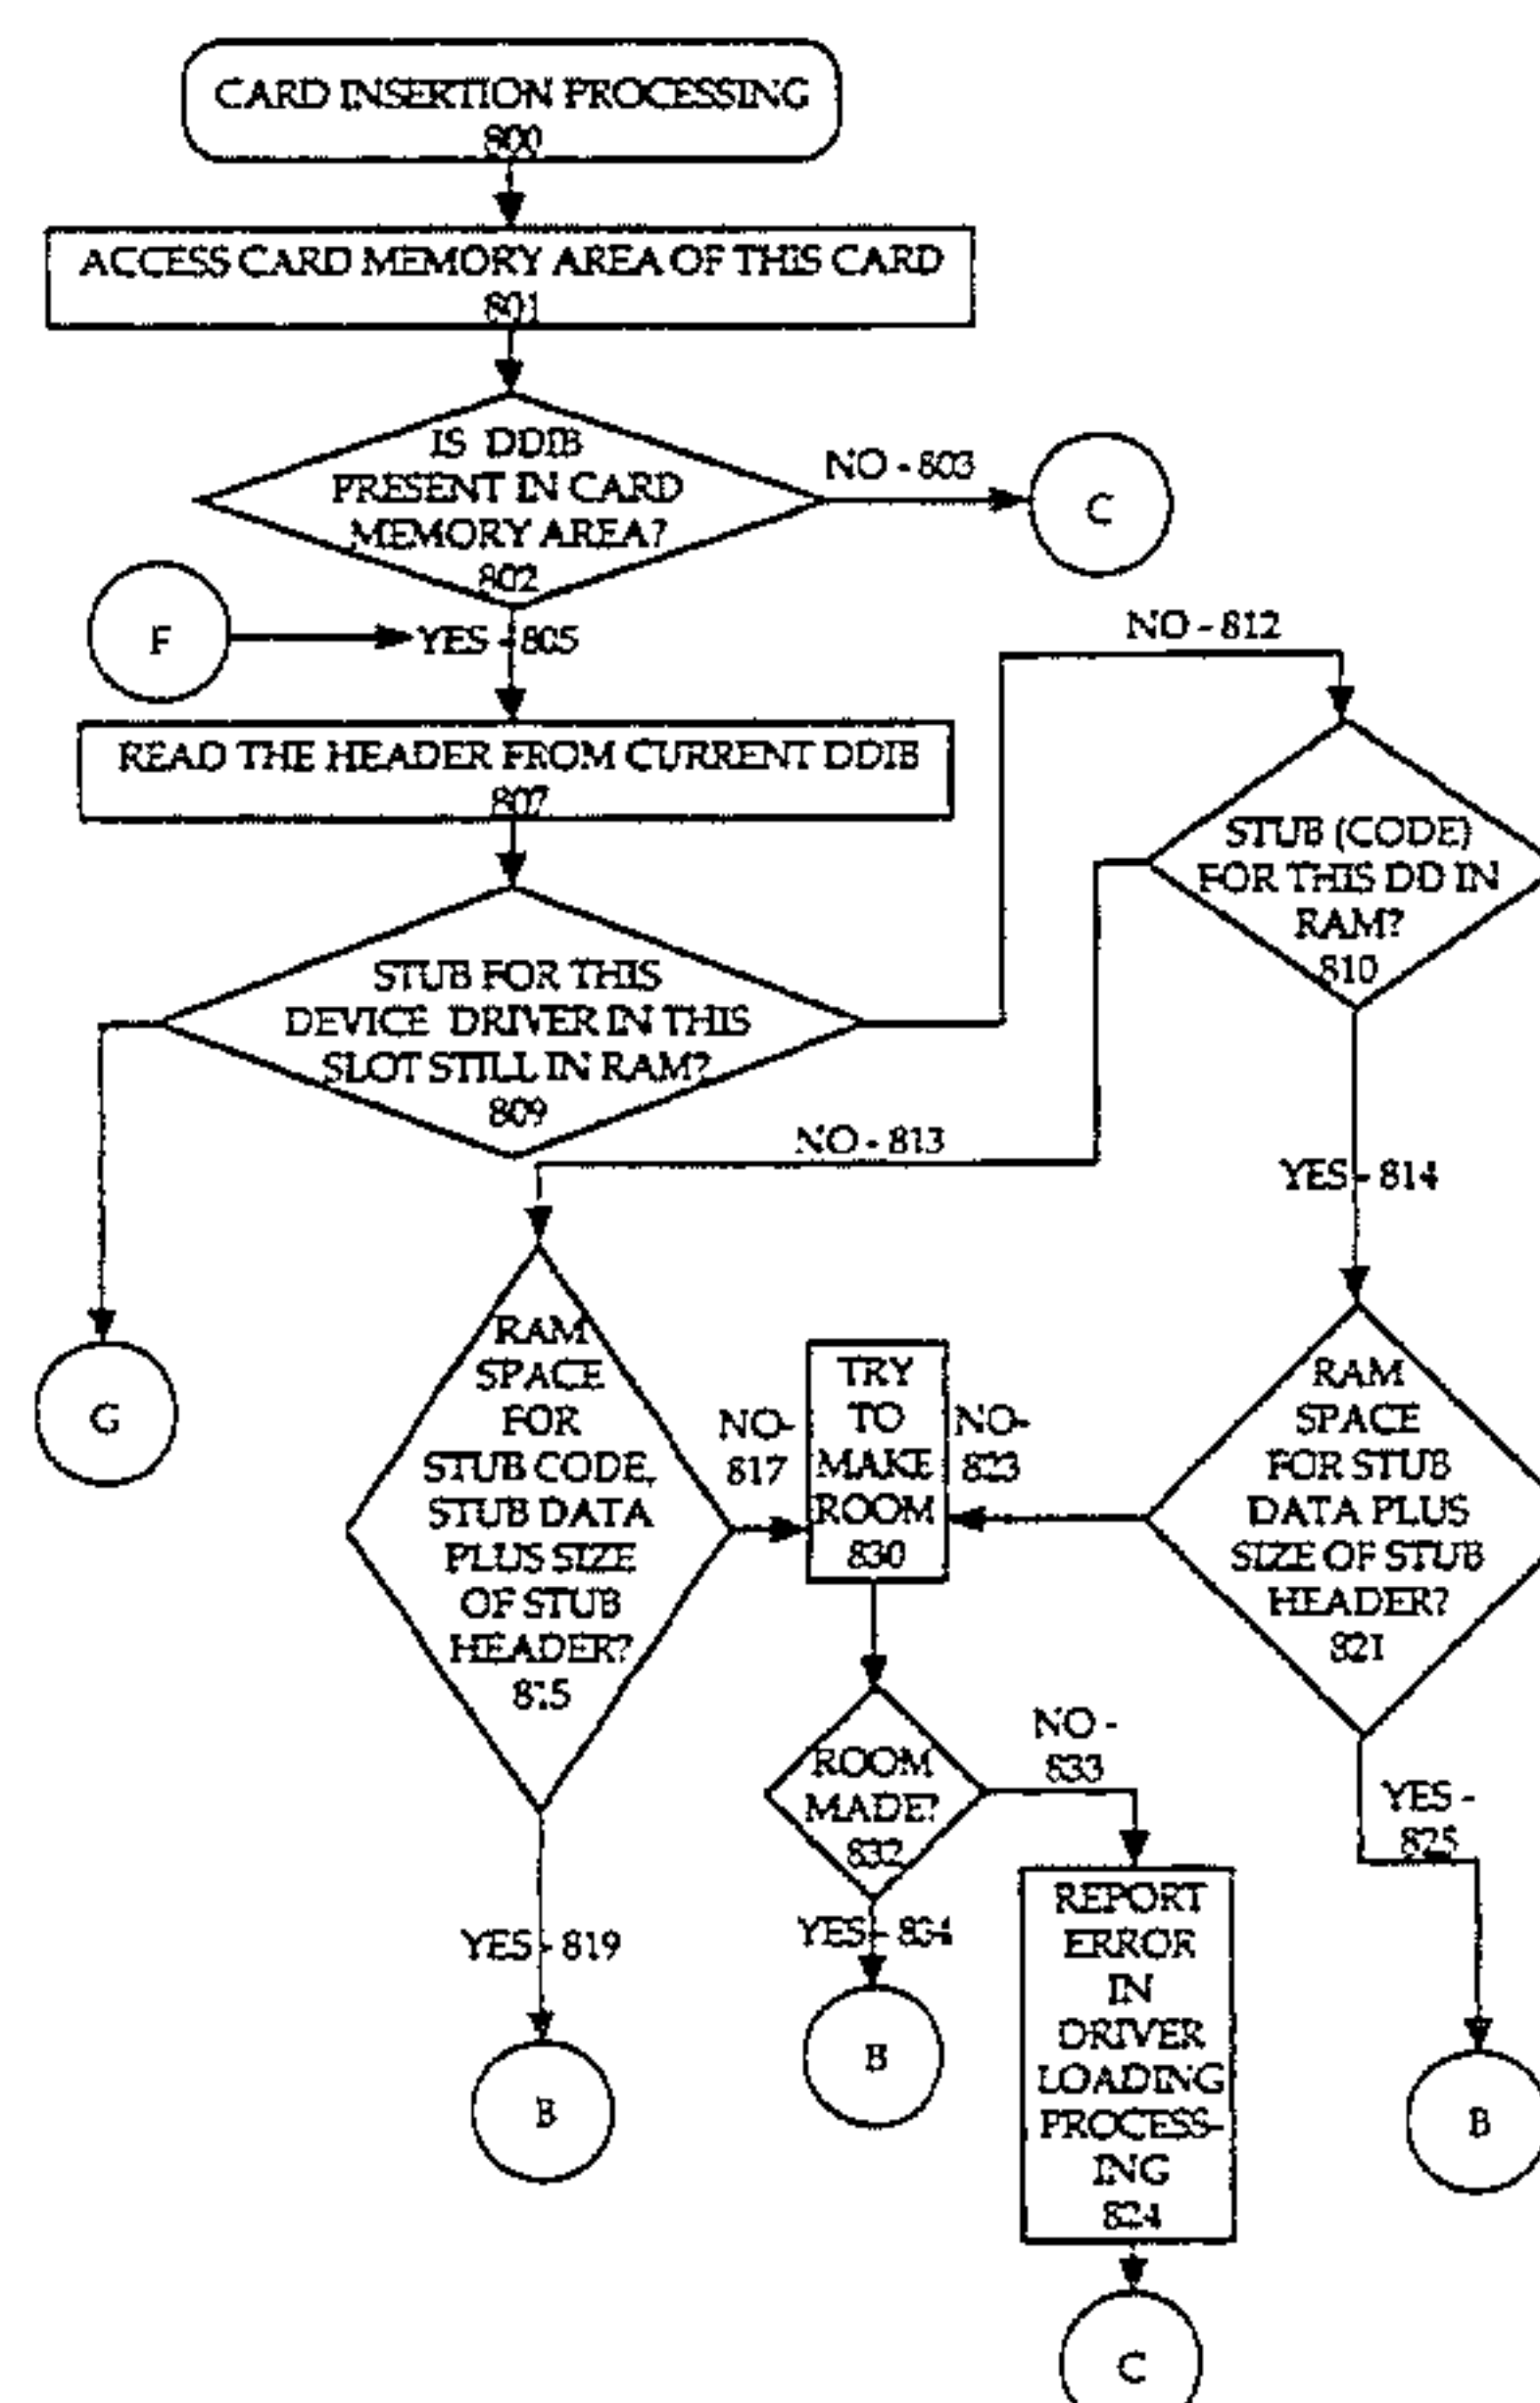 CARD INSERTION PROCESSING
800
ACCESS CARD MEMORY AREA OF THIS CARD
801
IS DDIB
PRESENT IN CARD
MEMORY AREA?
802
NO - 803
C
F
YES - 805
READ THE HEADER FROM CURRENT DDIB
807
NO - 812
STUB (CODE)
FOR THIS DD IN
RAM?
810
STUB FOR THIS
DEVICE DRIVER IN THIS
SLOT STILL IN RAM?
809
NO - 813
YES - 814
G
RAM
SPACE
FOR
STUB CODE,
STUB DATA
PLUS SIZE
OF STUB
HEADER?
815
NO-
817
TRY
TO
MAKE
ROOM
830
NO-
823
RAM
SPACE
FOR STUB
DATA PLUS
SIZE OF STUB
HEADER?
821
ROOM
MADE?
832
NO -
833
YES -
825
YES - 819
YES - 834
REPORT
ERROR
IN
DRIVER
LOADING
PROCESS-
ING
824
B
B
B
C